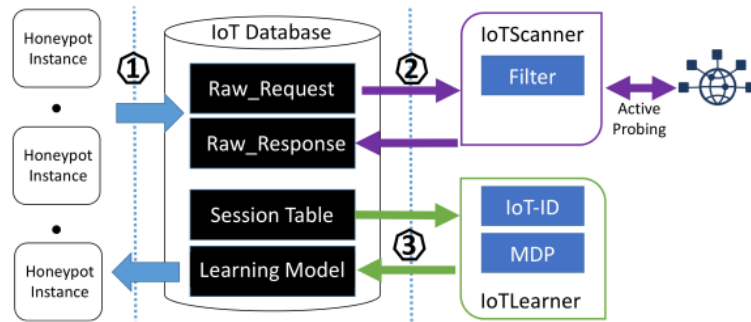 Honeypot
Instance
Honeypot
Instance
Honeypot
Instance
1
IoT Database
Raw_Request
Raw_Response
Session Table
Learning Model
2
3
IoTScanner
Filter
Active
Probing
IoT-ID
MDP
IoTLearner